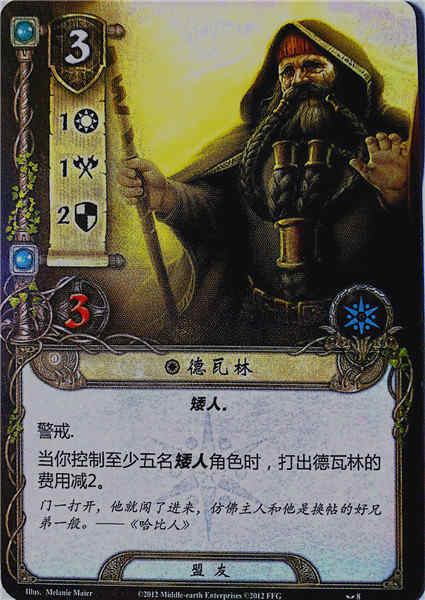 3
1
1
2
3
德瓦林
矮人.
警戒.
当你控制至少五名矮人角色时，打出德瓦林的
费用减2。
门一打开，他就闯了进来，仿佛主人和他是换帖的好兄
弟一般。——《哈比人》
盟友
Illus. Melanie Maier ©2012 Middle-earth Enterprises ©2012 FFG 8